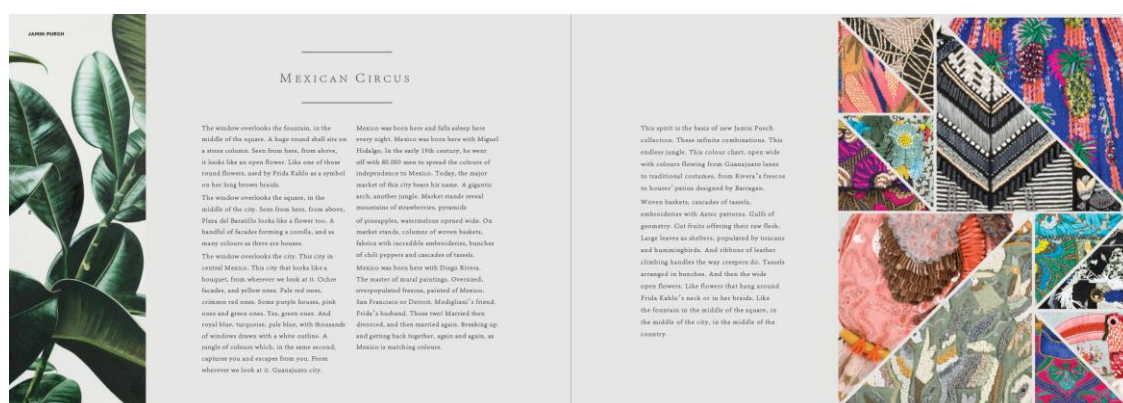 JAMIN PUECH
MEXICAN CIRCUS
The window overlooks the fountain, in the
middle of the square. A huge round shell sits on
a stone column. Seen from here, from above,
it looks like an open flower. Like one of those
round flowers, used by Frida Kahlo as a symbol
on her long brown braids.
The window overlooks the square, in the
middle of the city. Seen from here, from above,
Plaza del Baratillo looks like a flower too. A
handful of facades forming a corolla, and as
many colours as there are houses.
The window overlooks the city. This city in
central Mexico. This city that looks like a
bouquet, from wherever we look at it. Ochre
facades, and yellow ones. Pale red ones,
crimson red ones. Some purple houses, pink
ones and green ones. Yes, green ones. And
royal blue, turquoise, pale blue, with thousands
of windows drawn with a white outline. A
jungle of colours which, in the same second,
captures you and escapes from you. From
wherever we look at it. Guanajuato city.
Mexico was born here and falls asleep here
every night. Mexico was born here with Miguel
Hidalgo. In the early 19th century, he went
off with 80.000 men to spread the colours of
independence to Mexico. Today, the major
market of this city bears his name. A gigantic
arch, another jungle. Market stands reveal
mountains of strawberries, pyramids
of pineapples, watermelons opened wide. On
market stands, columns of woven baskets,
fabrics with incredible embroideries, bunches
of chili peppers and cascades of tassels.
Mexico was born here with Diego Rivera.
The master of mural paintings. Oversized,
overpopulated frescos, painted of Mexico,
San Francisco or Detroit. Modigliani's friend,
Frida's husband. Those two! Married then
divorced, and then married again. Breaking up
and getting back together, again and again, as
Mexico is matching colours.
This spirit is the basis of new Jamin Puech
collection. These infinite combinations. This
endless jungle. This colour chart, open wide
with colours flowing from Guanajuato lanes
to traditional costumes, from Rivera's frescos
to houses' patios designed by Barragan.
Woven baskets, cascades of tassels,
embroideries with Aztec patterns. Gulfs of
geometry. Cut fruits offering their raw flesh.
Large leaves as shelters, populated by toucans
and hummingbirds. And ribbons of leather
climbing handles the way creepers do. Tassels
arranged in bunches. And then the wide
open flowers. Like flowers that hang around
Frida Kahlo's neck or in her braids. Like
the fountain in the middle of the square, in
the middle of the city, in the middle of the
country.